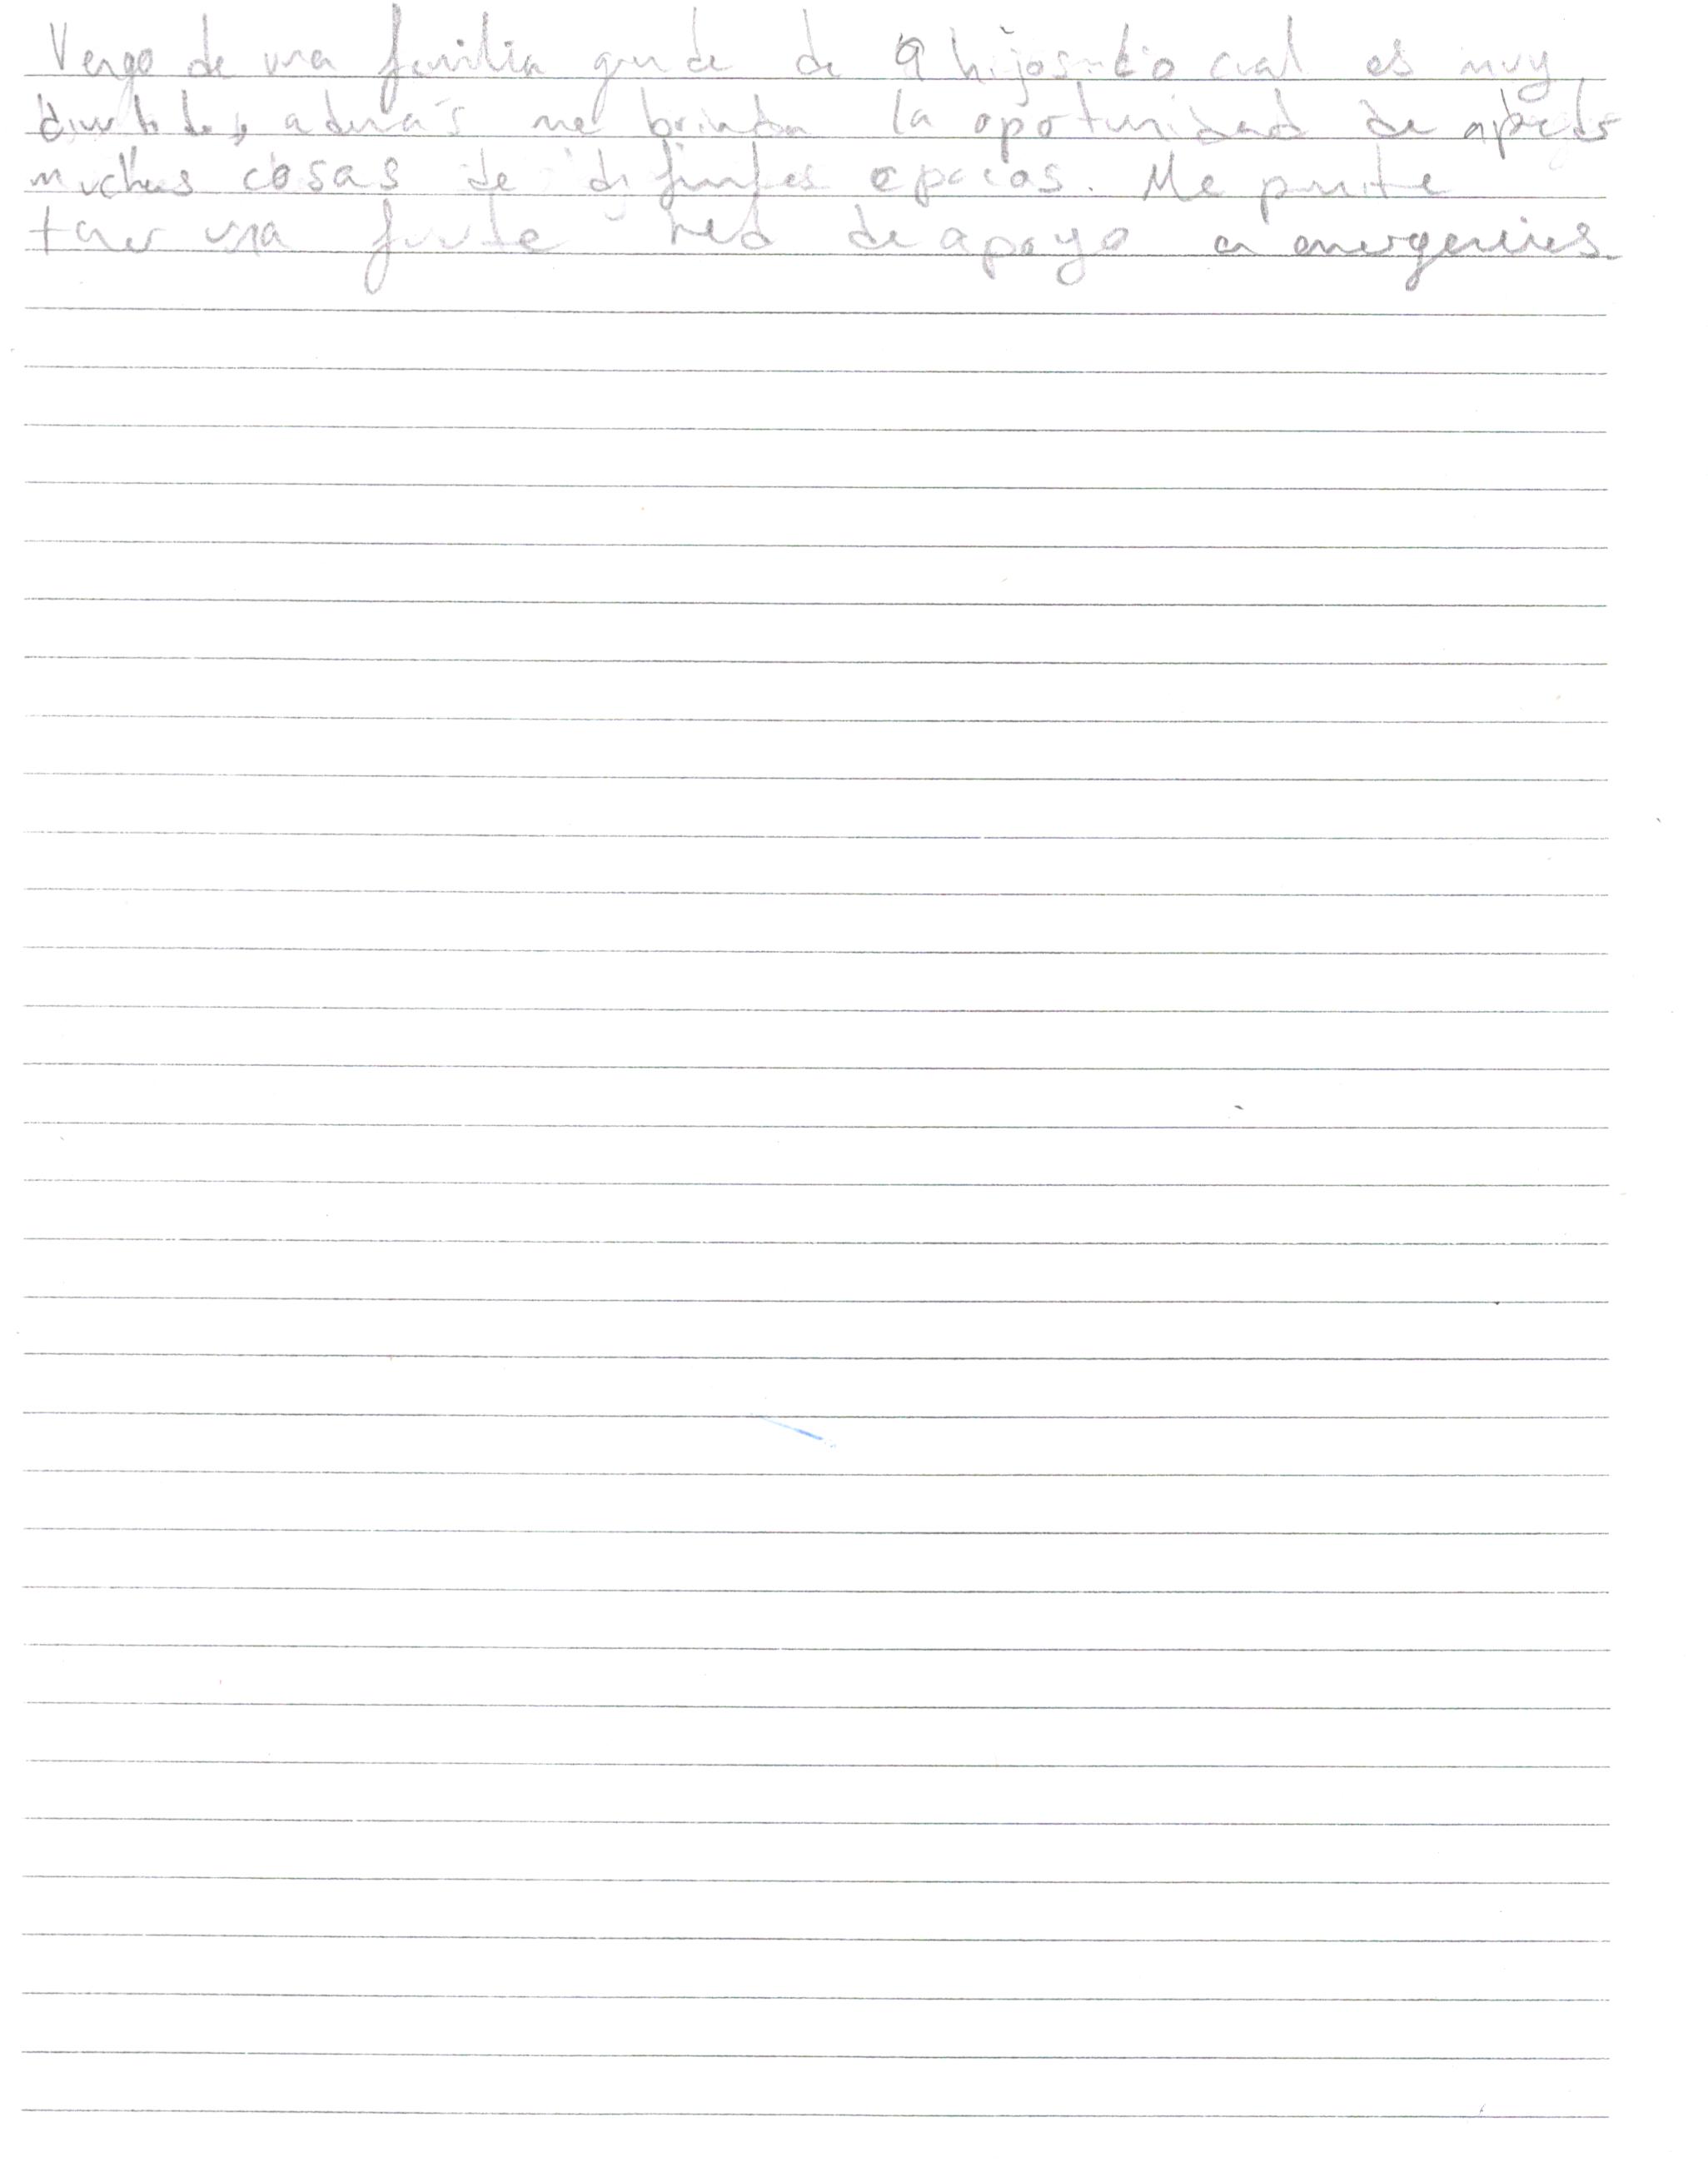 Vengo de una familia grande de 9 hijos lo cual es muy
divertido, además me brinda la oportunidad de aprender
muchas cosas de diferentes epocas. Me permite
tener una fuerte red de apoyo en emergencias.